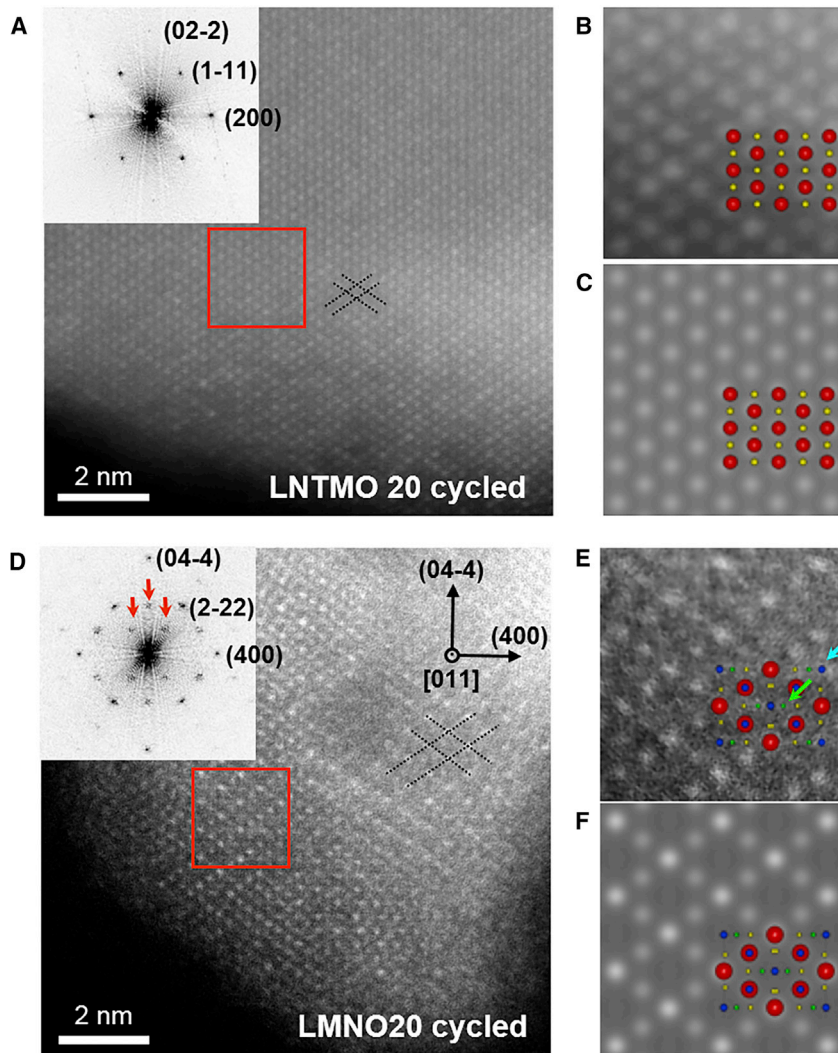 A
(02-2)
(1-11)
(200)
2 nm
LNTMO 20 cycled
B
C
D
(04-4)
(2-22)
(400)
(04-4)
(400)
[011]
2 nm
LMNO20 cycled
E
F